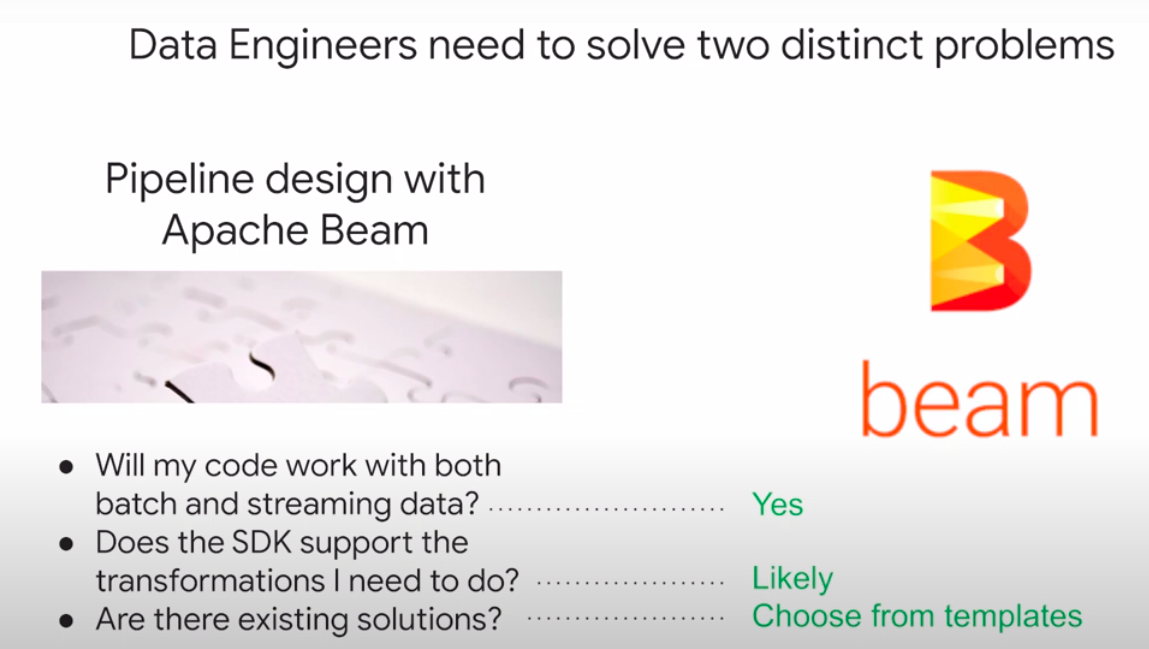 Data Engineers need to solve two distinct problems
Pipeline design with
Apache Beam
beam
● Will my code work with both
batch and streaming data? ......................... Yes
● Does the SDK support the
transformations I need to do? .................... Likely
● Are there existing solutions? ..................... Choose from templates